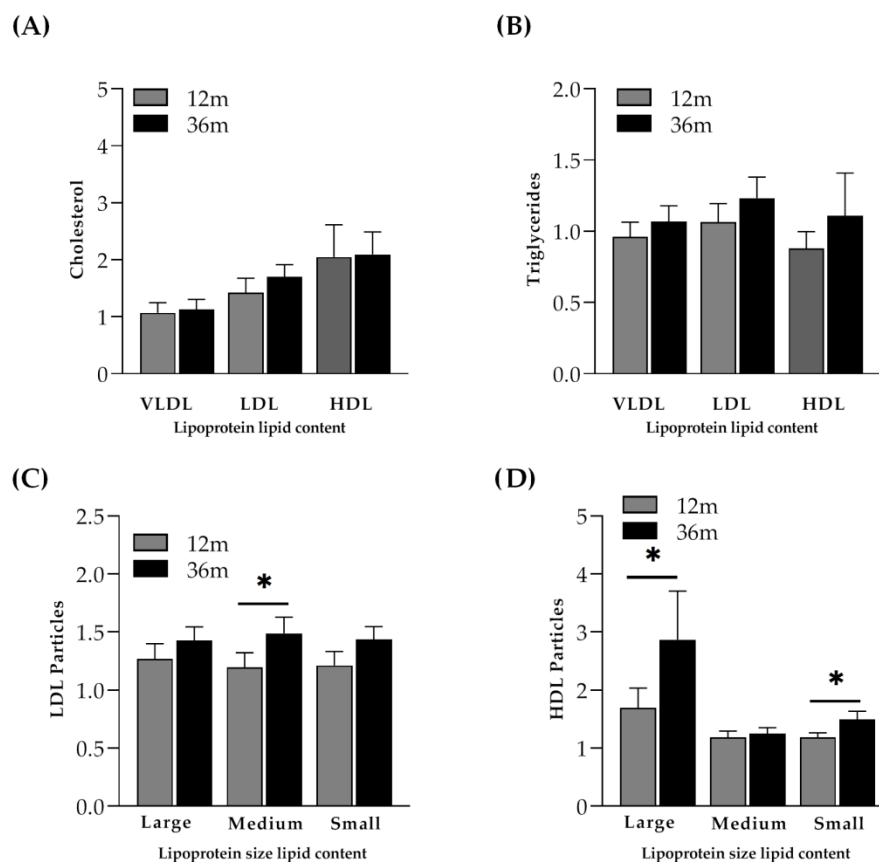 (A)
5
4
3
2
1
0
Cholesterol
12m
36m
VLDL LDL HDL
Lipoprotein lipid content
(B)
2.0
1.5
1.0
0.5
0.0
Triglycerides
12m
36m
VLDL LDL HDL
Lipoprotein lipid content
(C)
2.5
2.0
1.5
1.0
0.5
0.0
LDL Particles
12m
36m
*
Large Medium Small
Lipoprotein size lipid content
(D)
5
4
3
2
1
0
HDL Particles
12m
36m
*
*
Large Medium Small
Lipoprotein size lipid content